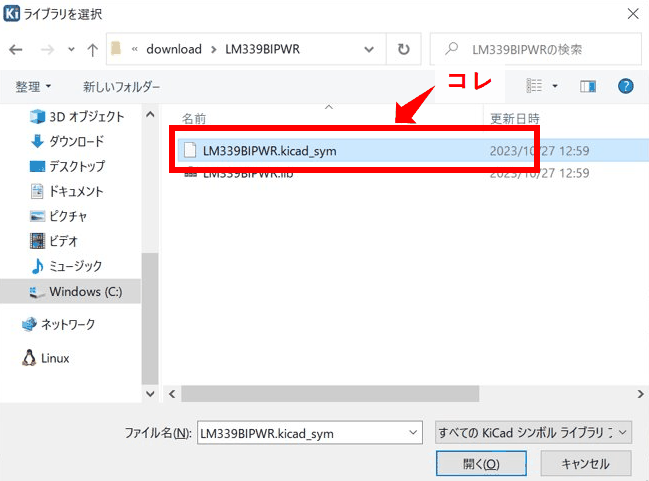 Ki ライブラリを選択
« download › LM339BIPWR
LM339BIPWRの検索
整理 新しいフォルダー
コレ
3D オブジェクト
ダウンロード
デスクトップ
ドキュメント
ピクチャ
ビデオ
ミュージック
Windows (C:)
ネットワーク
Linux
名前 更新日時
LM339BIPWR.kicad_sym 2023/10/27 12:59
LM339BIPWR.lib 2023/10/27 12:59
ファイル名(N): LM339BIPWR.kicad_sym
すべての KiCad シンボル ライブラリ フ
開く(O) キャンセル